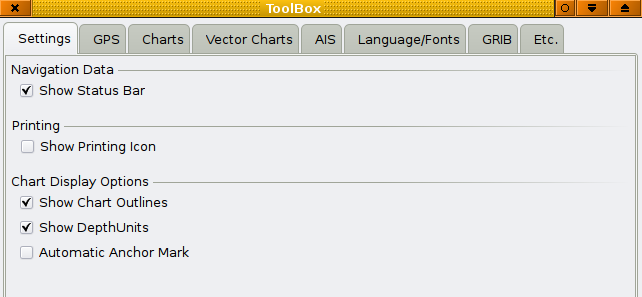 ToolBox
Settings GPS Charts Vector Charts AIS Language/Fonts GRIB Etc.
Navigation Data
Show Status Bar
Printing
Show Printing Icon
Chart Display Options
Show Chart Outlines
Show DepthUnits
Automatic Anchor Mark